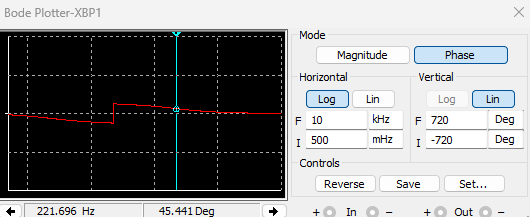 Bode Plotter-XBP1
Mode
Magnitude Phase
Horizontal Vertical
Log Lin Log Lin
F 10 kHz F 720 Deg
I 500 mHz I -720 Deg
Controls
Reverse Save Set...
221.696 Hz 45.441 Deg + In − + Out −